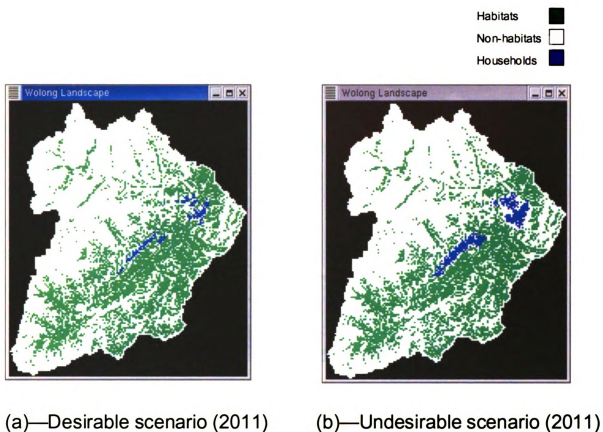 Habitats
Non-habitats
Households
Wolong Landscape
Wolong Landscape
(a)—Desirable scenario (2011)
(b)—Undesirable scenario (2011)